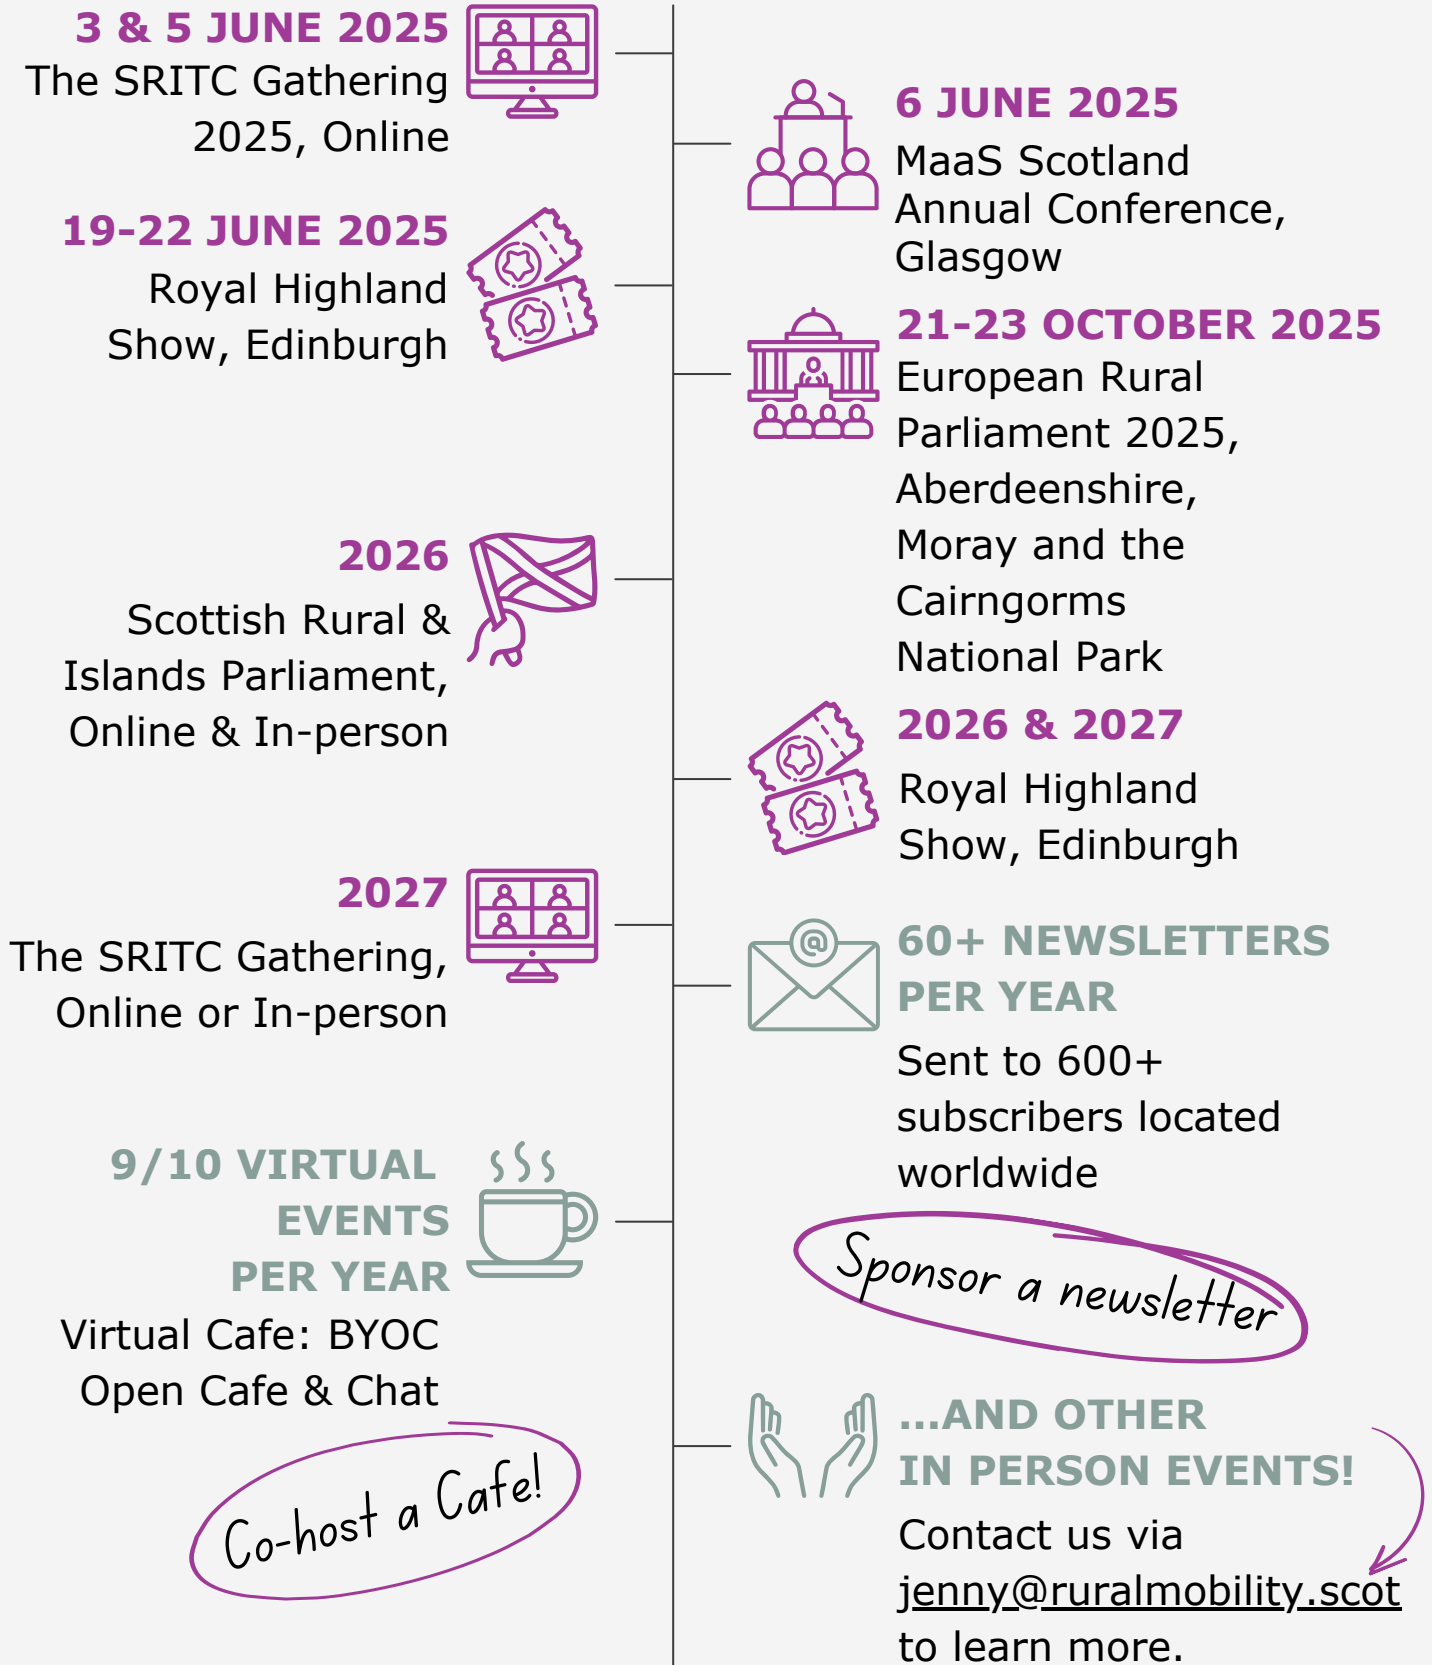 3 & 5 JUNE 2025
The SRITC Gathering
2025, Online
6 JUNE 2025
MaaS Scotland
Annual Conference,
Glasgow
19-22 JUNE 2025
Royal Highland
Show, Edinburgh
21-23 OCTOBER 2025
European Rural
Parliament 2025,
Aberdeenshire,
Moray and the
Cairngorms
National Park
2026
Scottish Rural &
Islands Parliament,
Online & In-person
2026 & 2027
Royal Highland
Show, Edinburgh
2027
The SRITC Gathering,
Online or In-person
@
60+ NEWSLETTERS
PER YEAR
Sent to 600+
subscribers located
worldwide
Sponsor a newsletter
9/10 VIRTUAL
EVENTS
PER YEAR
Virtual Cafe: BYOC
Open Cafe & Chat
Co-host a Cafe!
...AND OTHER
IN PERSON EVENTS!
Contact us via
jenny@ruralmobility.scot
to learn more.